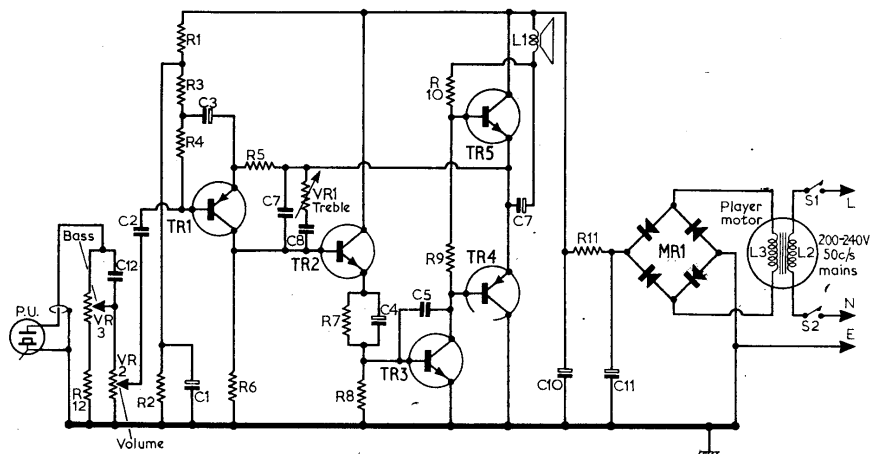 R1
R3
C3
R4
R5
TR1
C2
Bass
C12
P.U.
VR
3
VR
2
R
12
Volume
R2
C1
R6
C7
VR1
Treble
C8
TR2
R7
C4
R8
C5
TR3
R9
TR4
R
10
TR5
L1
C7
C10
R11
C11
MR1
Player
motor
L3
L2
S1
L
200-240V
50c/s
mains
N
S2
E